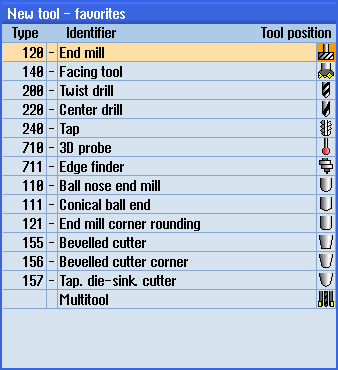 New tool - favorites
Type Identifier Tool position
120 - End mill
140 - Facing tool
200 - Twist drill
220 - Center drill
240 - Tap
710 - 3D probe
711 - Edge finder
110 - Ball nose end mill
111 - Conical ball end
121 - End mill corner rounding
155 - Bevelled cutter
156 - Bevelled cutter corner
157 - Tap. die-sink. cutter
Multitool